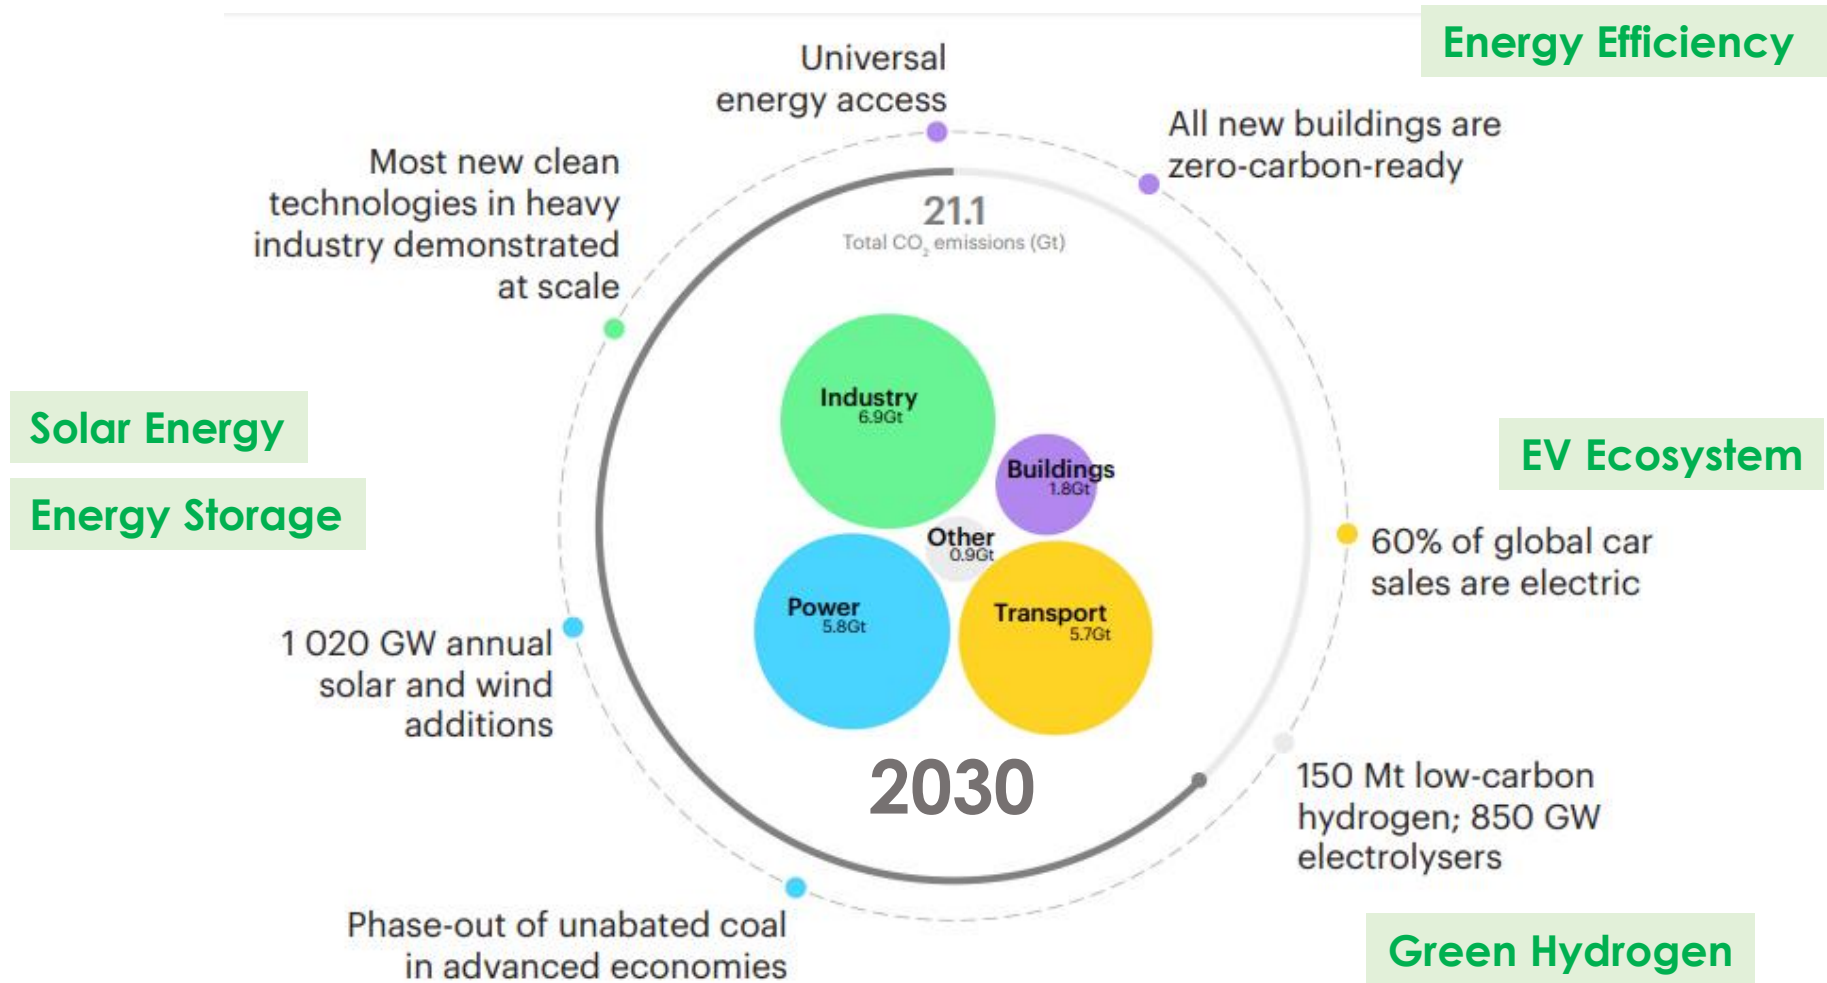 Energy Efficiency
Universal
energy access
All new buildings are
zero-carbon-ready
Most new clean
technologies in heavy
industry demonstrated
at scale
21.1
Total CO₂ emissions (Gt)
Industry
6.9Gt
Buildings
1.8Gt
Other
0.9Gt
Power
5.8Gt
Transport
5.7Gt
2030
Solar Energy
Energy Storage
EV Ecosystem
60% of global car
sales are electric
1 020 GW annual
solar and wind
additions
150 Mt low-carbon
hydrogen; 850 GW
electrolysers
Phase-out of unabated coal
in advanced economies
Green Hydrogen